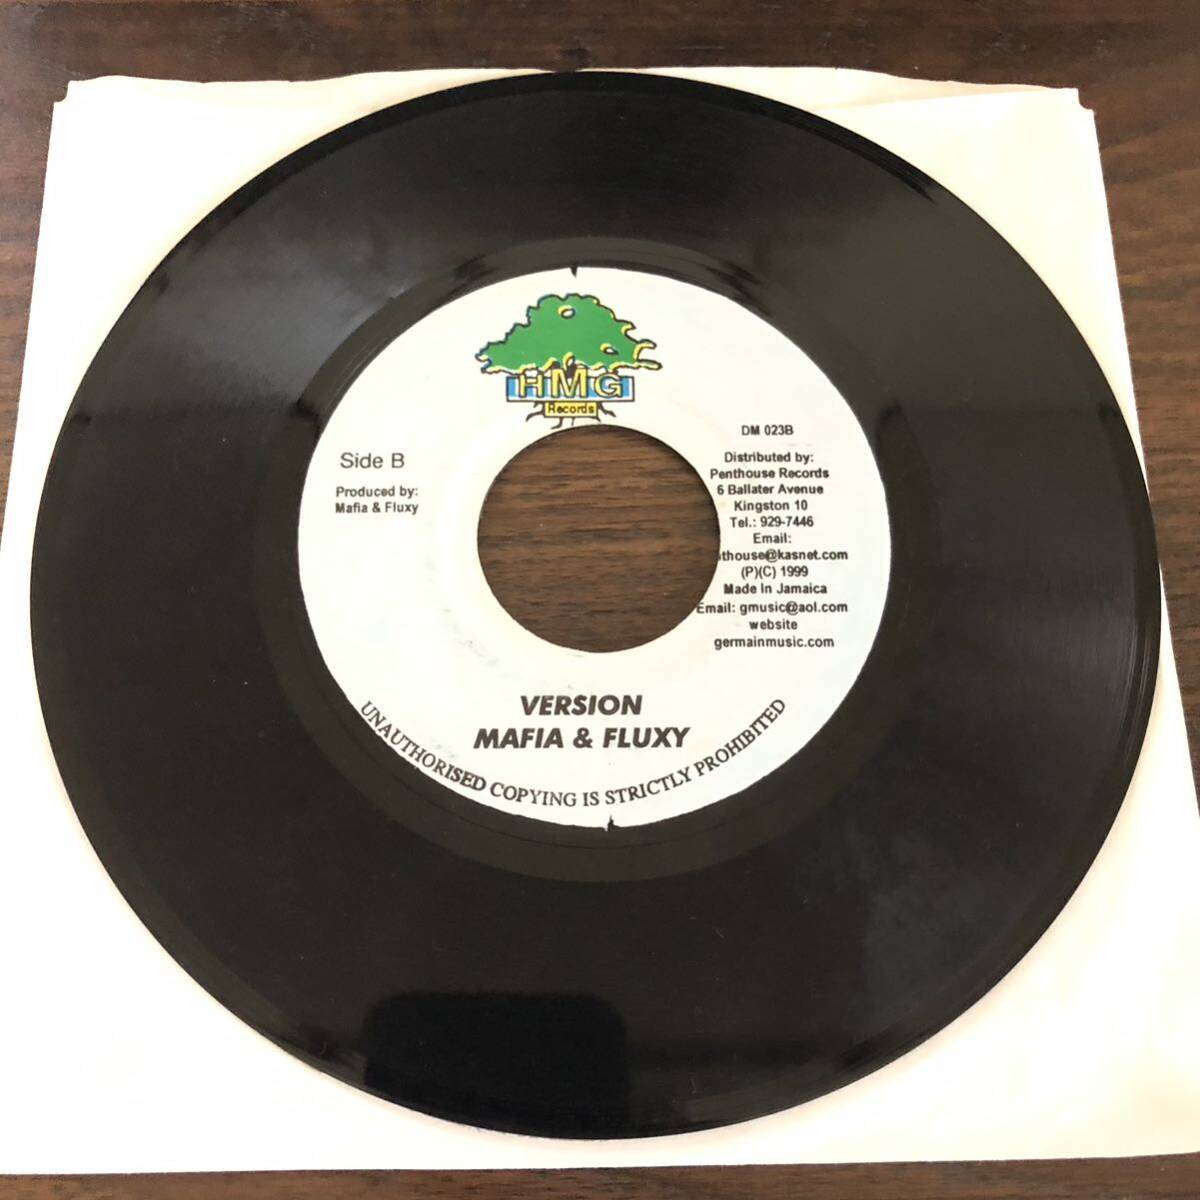 HMG
Records
DM 023B
Side B
Produced by:
Mafia & Fluxy
Distributed by:
Penthouse Records
6 Ballater Avenue
Kingston 10
Tel.: 929-7446
Email:
thouse@kasnet.com
(P)(C) 1999
Made In Jamaica
Email: gmusic@aol.com
website
germainmusic.com
VERSION
MAFIA & FLUXY
UNAUTHORISED COPYING IS STRICTLY PROHIBITED